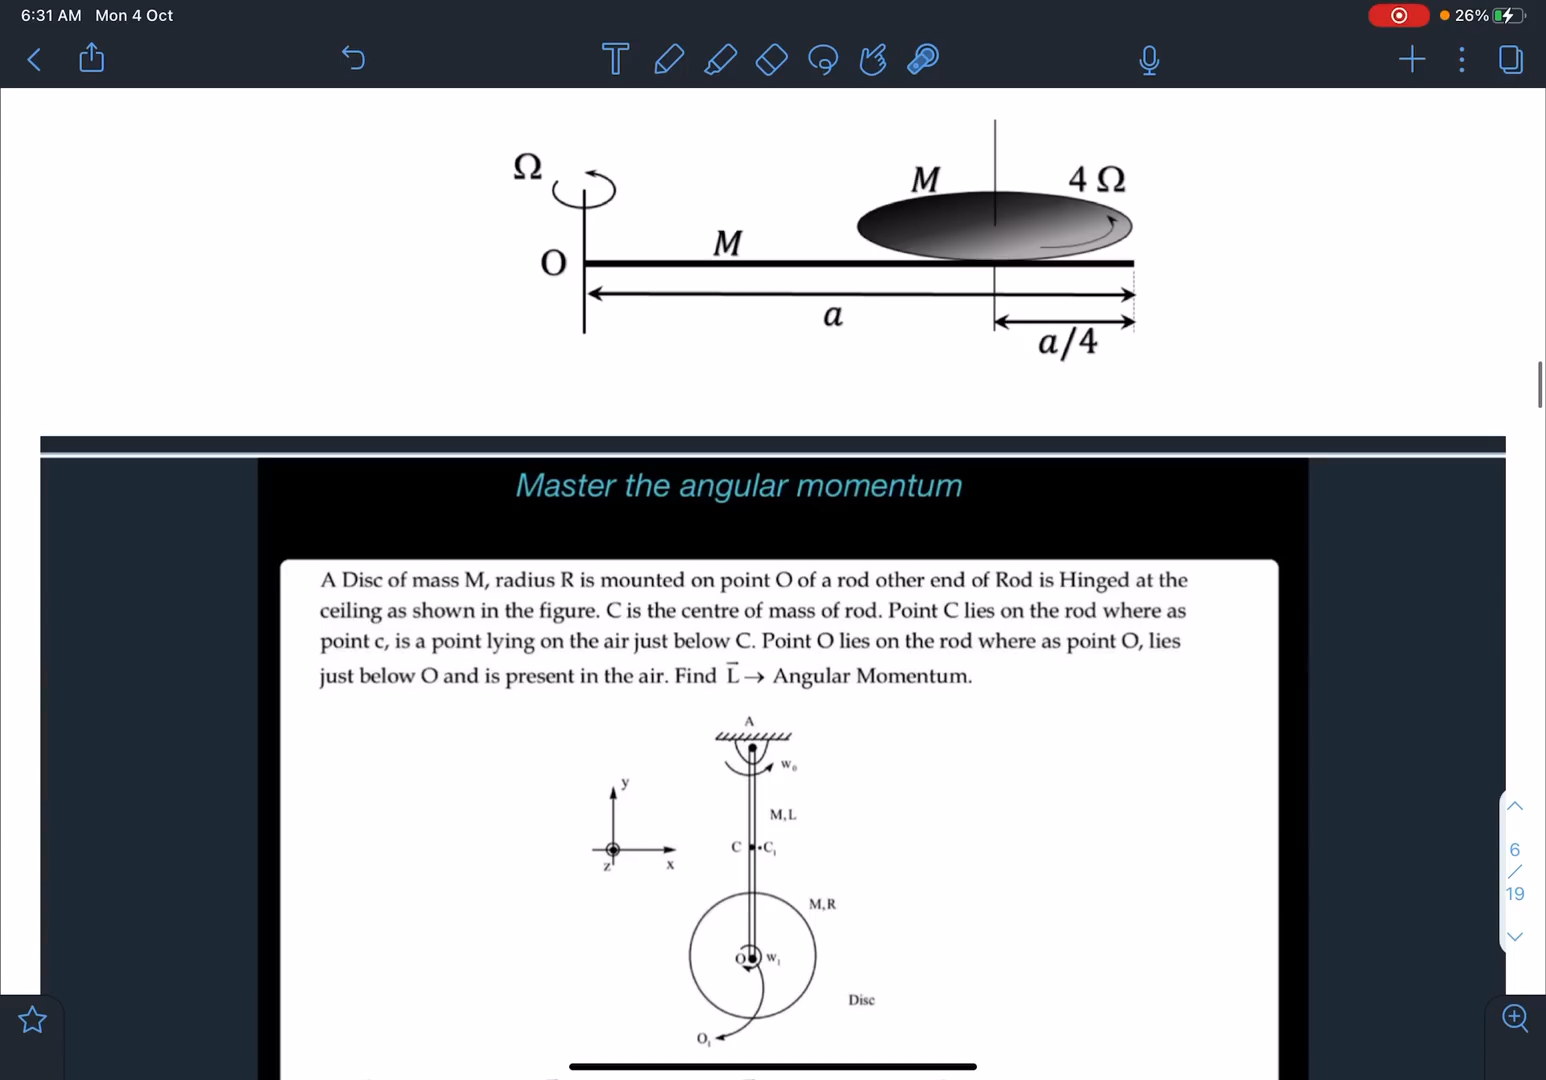 6:31 AM Mon 4 Oct
26%
Ω
M
4 Ω
M
O
a
a/4
Master the angular momentum
A Disc of mass M, radius R is mounted on point O of a rod other end of Rod is Hinged at the
ceiling as shown in the figure. C is the centre of mass of rod. Point C lies on the rod where as
point c, is a point lying on the air just below C. Point O lies on the rod where as point O, lies
just below O and is present in the air. Find L⃗ → Angular Momentum.
A
w₀
y
M,L
C C₁
z x
M,R
O w₁
Disc
O₁
6
/
19